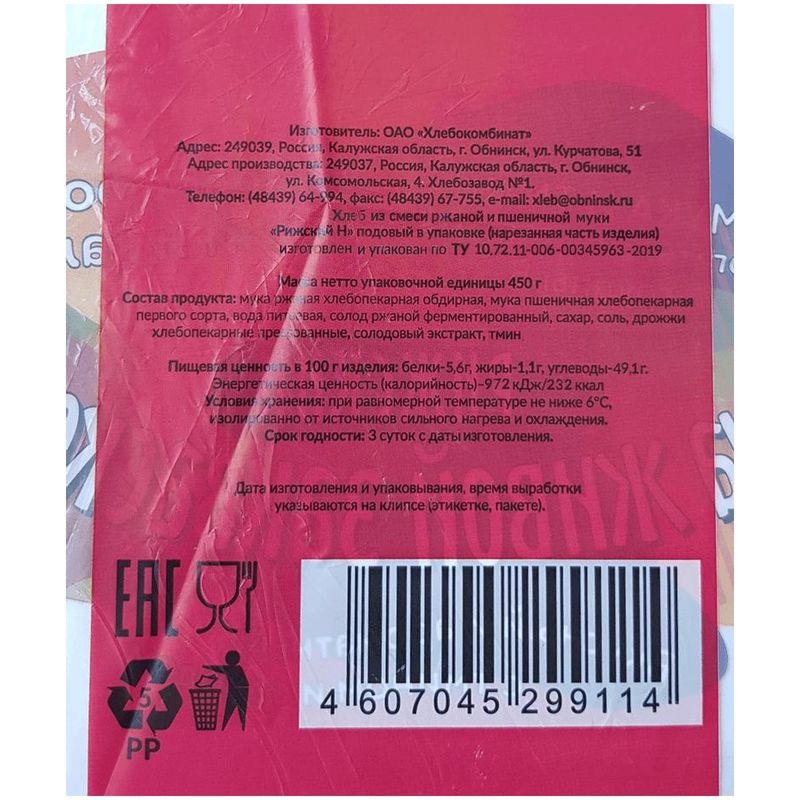 Изготовитель: ОАО «Хлебокомбинат»
Адрес: 249039, Россия, Калужская область, г. Обнинск, ул. Курчатова, 51
Адрес производства: 249037, Россия, Калужская область, г. Обнинск,
ул. Комсомольская, 4. Хлебозавод №1.
Телефон: (48439) 64-994, факс: (48439) 67-755, e-mail: xleb@obninsk.ru
Хлеб из смеси ржаной и пшеничной муки
«Рижский Н» подовый в упаковке (нарезанная часть изделия)
изготовлен и упакован по ТУ 10,72.11-006-00345963-2019
Масса нетто упаковочной единицы 450 г
Состав продукта: мука ржаная хлебопекарная обдирная, мука пшеничная хлебопекарная
первого сорта, вода питьевая, солод ржаной ферментированный, сахар, соль, дрожжи
хлебопекарные прессованные, солодовый экстракт, тмин
Пищевая ценность в 100 г изделия: белки-5,6г, жиры-1,1г, углеводы-49,1г.
Энергетическая ценность (калорийность)-972 кДж/232 ккал
Условия хранения: при равномерной температуре не ниже 6°С,
изолированно от источников сильного нагрева и охлаждения.
Срок годности: 3 суток с даты изготовления.
Дата изготовления и упаковывания, время выработки
указываются на клипсе (этикетке, пакете).
ЕАС
5
PP
4 607045 299114